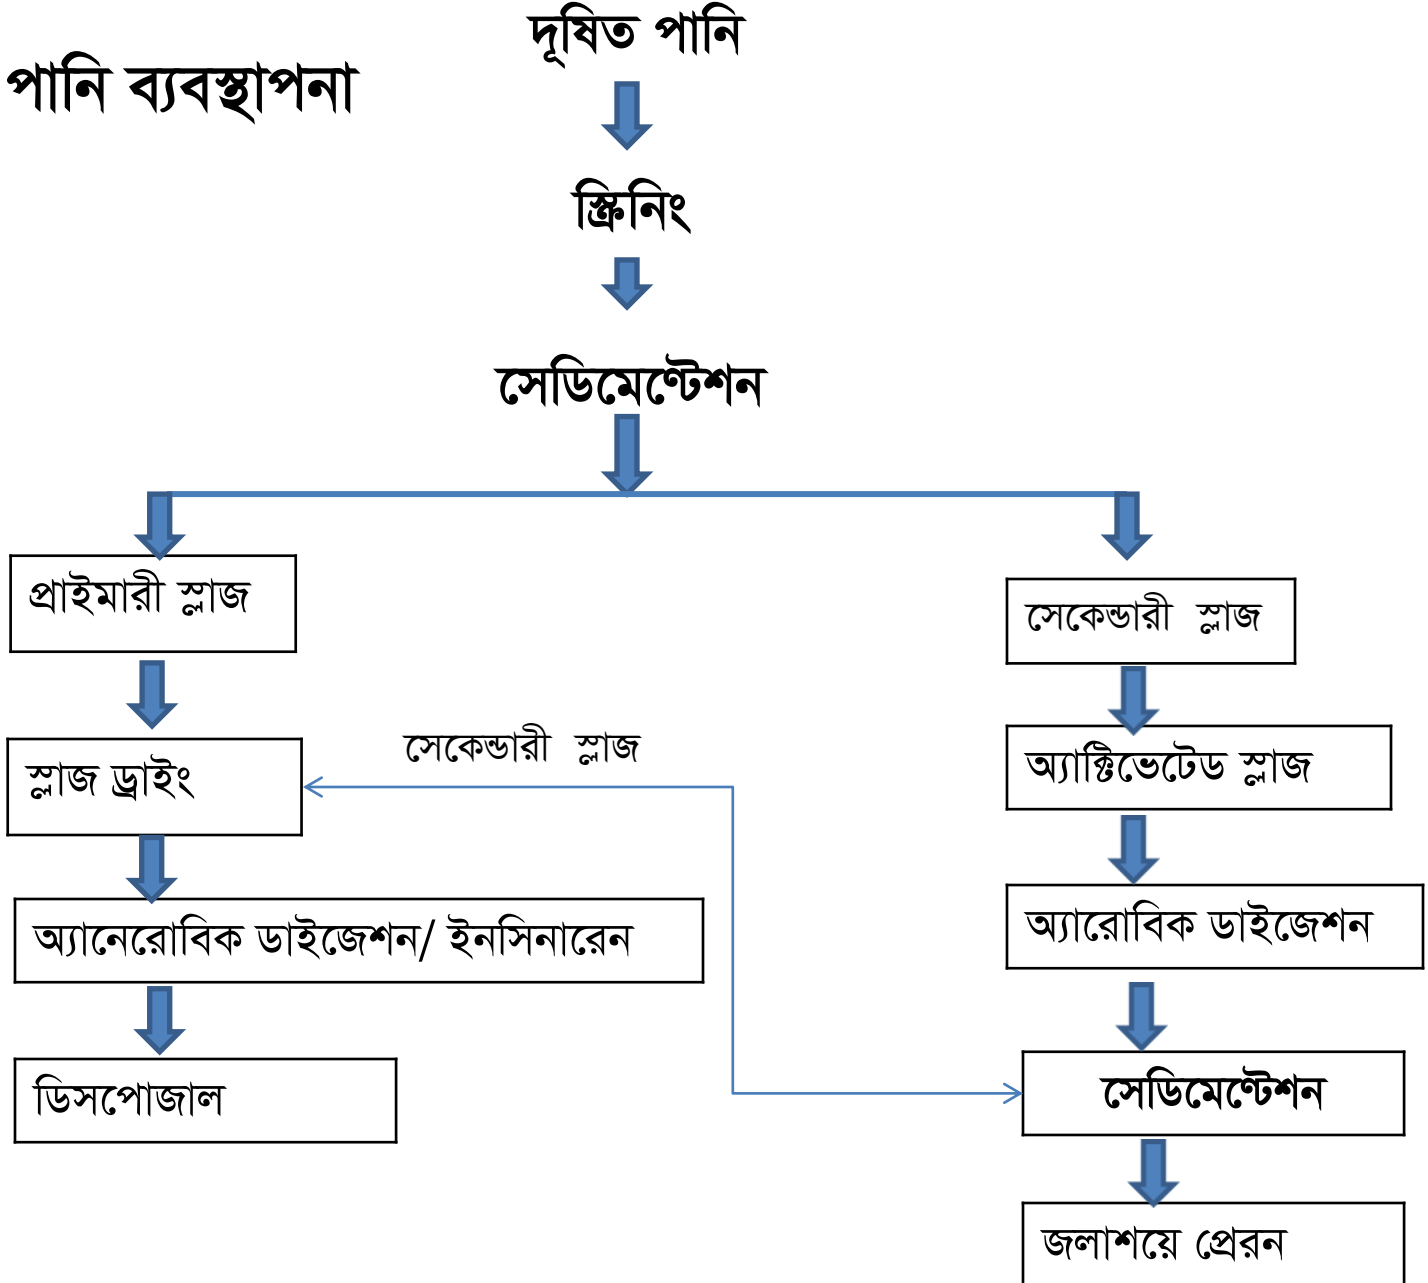 দূষিত পানি
পানি ব্যবস্থাপনা
স্ক্রিনিং
সেডিমেণ্টেশন
প্রাইমারী স্লাজ
সেকেন্ডারী স্লাজ
স্লাজ ড্রাইং
সেকেন্ডারী স্লাজ
অ্যাক্টিভেটেড স্লাজ
অ্যানেরোবিক ডাইজেশন/ ইনসিনারেন
অ্যারোবিক ডাইজেশন
ডিসপোজাল
সেডিমেণ্টেশন
জলাশয়ে প্রেরন